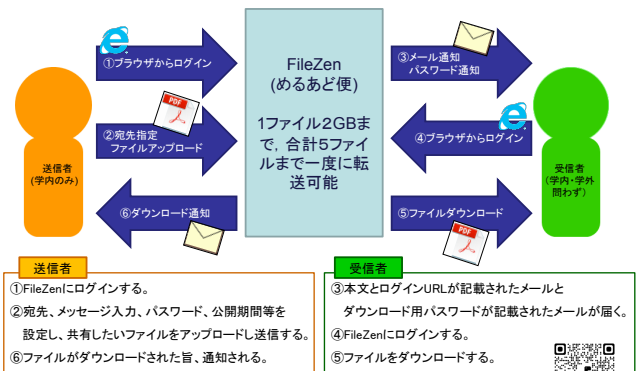 ①ブラウザからログイン
②宛先指定
ファイルアップロード
⑥ダウンロード通知
送信者
(学内のみ)
FileZen
(めるあど便)
1ファイル2GBま
で，合計5ファイ
ルまで一度に転
送可能
③メール通知
パスワード通知
④ブラウザからログイン
⑤ファイルダウンロード
受信者
(学内・学外
問わず)
PDF
PDF
送信者
①FileZenにログインする。
②宛先、メッセージ入力、パスワード、公開期間等を
設定し、共有したいファイルをアップロードし送信する。
⑥ファイルがダウンロードされた旨、通知される。
受信者
③本文とログインURLが記載されたメールと
ダウンロード用パスワードが記載されたメールが届く。
④FileZenにログインする。
⑤ファイルをダウンロードする。